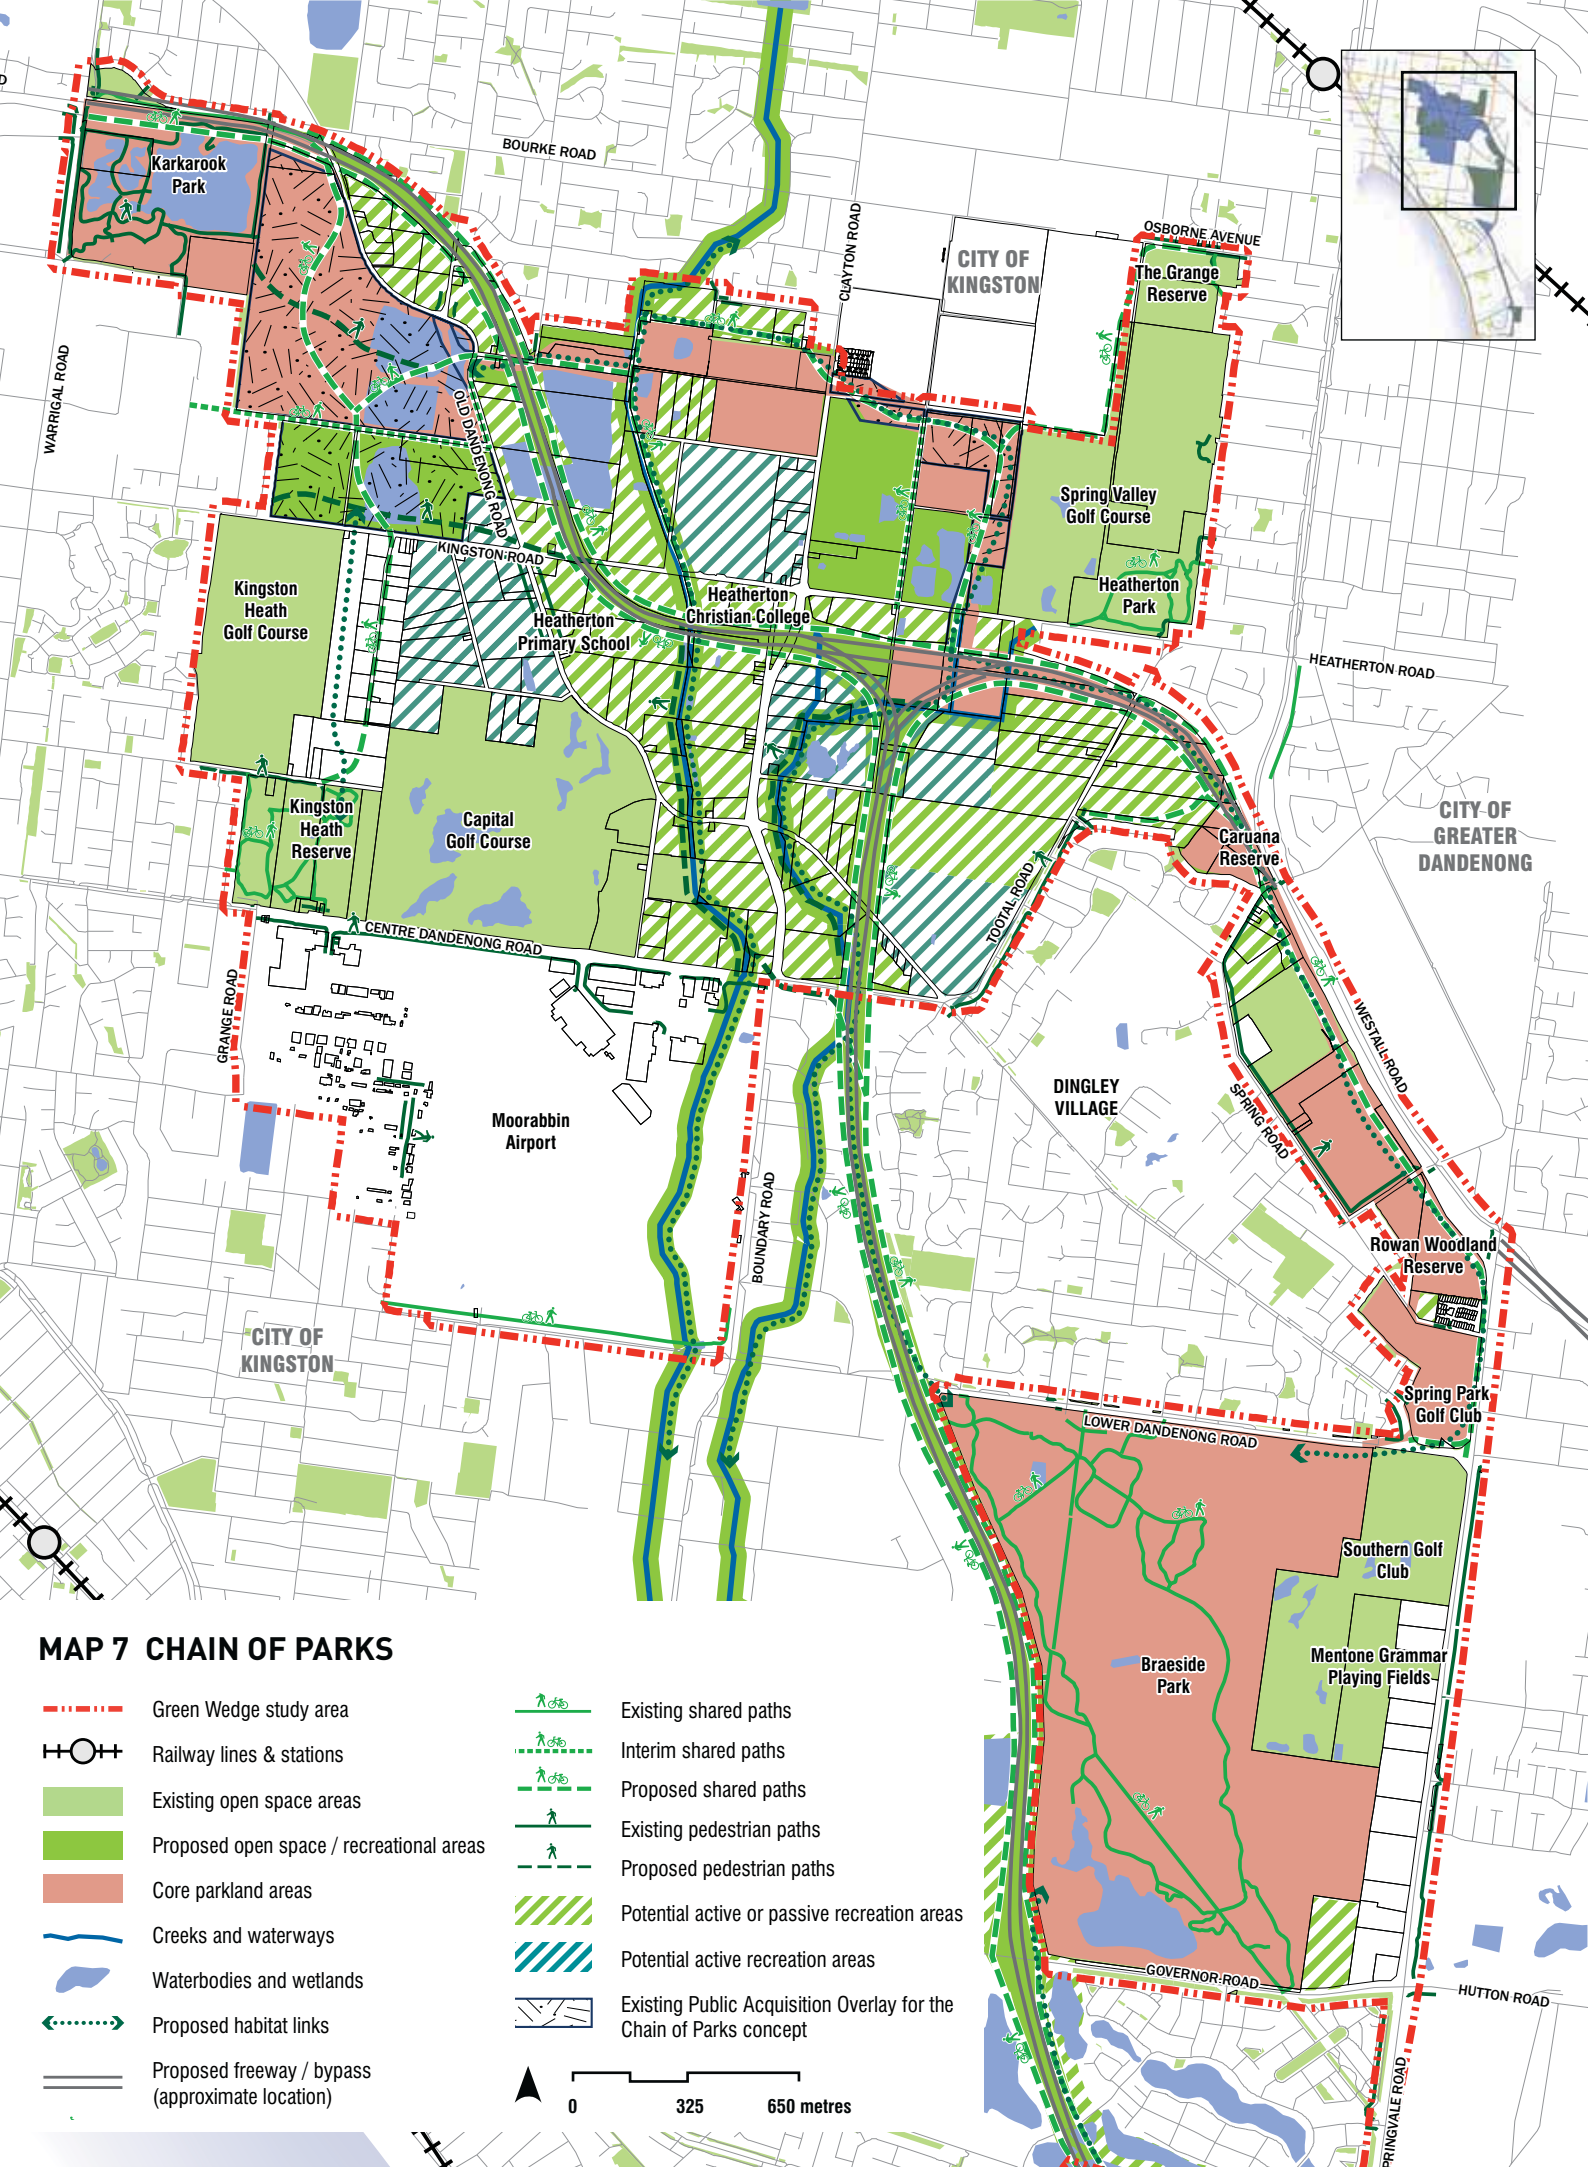 BOURKE ROAD
Karkarook
Park
CLAYTON ROAD
CITY OF
KINGSTON
OSBORNE AVENUE
The Grange
Reserve
WARRIGAL ROAD
OLD DANDENONG ROAD
Spring Valley
Golf Course
KINGSTON ROAD
Kingston
Heath
Golf Course
Heatherton
Christian College
Heatherton
Primary School
Heatherton
Park
HEATHERTON ROAD
Kingston
Heath
Reserve
Capital
Golf Course
CITY OF
GREATER
DANDENONG
Caruana
Reserve
TOOTAL ROAD
CENTRE DANDENONG ROAD
GRANGE ROAD
WESTALL ROAD
Moorabbin
Airport
DINGLEY
VILLAGE
SPRING ROAD
BOUNDARY ROAD
Rowan Woodland
Reserve
CITY OF
KINGSTON
Spring Park
Golf Club
LOWER DANDENONG ROAD
Southern Golf
Club
Mentone Grammar
Playing Fields
Braeside
Park
GOVERNOR ROAD
HUTTON ROAD
MAP 7 CHAIN OF PARKS
Green Wedge study area
Railway lines & stations
Existing open space areas
Proposed open space / recreational areas
Core parkland areas
Creeks and waterways
Waterbodies and wetlands
Proposed habitat links
Proposed freeway / bypass
(approximate location)
Existing shared paths
Interim shared paths
Proposed shared paths
Existing pedestrian paths
Proposed pedestrian paths
Potential active or passive recreation areas
Potential active recreation areas
Existing Public Acquisition Overlay for the
Chain of Parks concept
0 325 650 metres
PRINGVALE ROAD